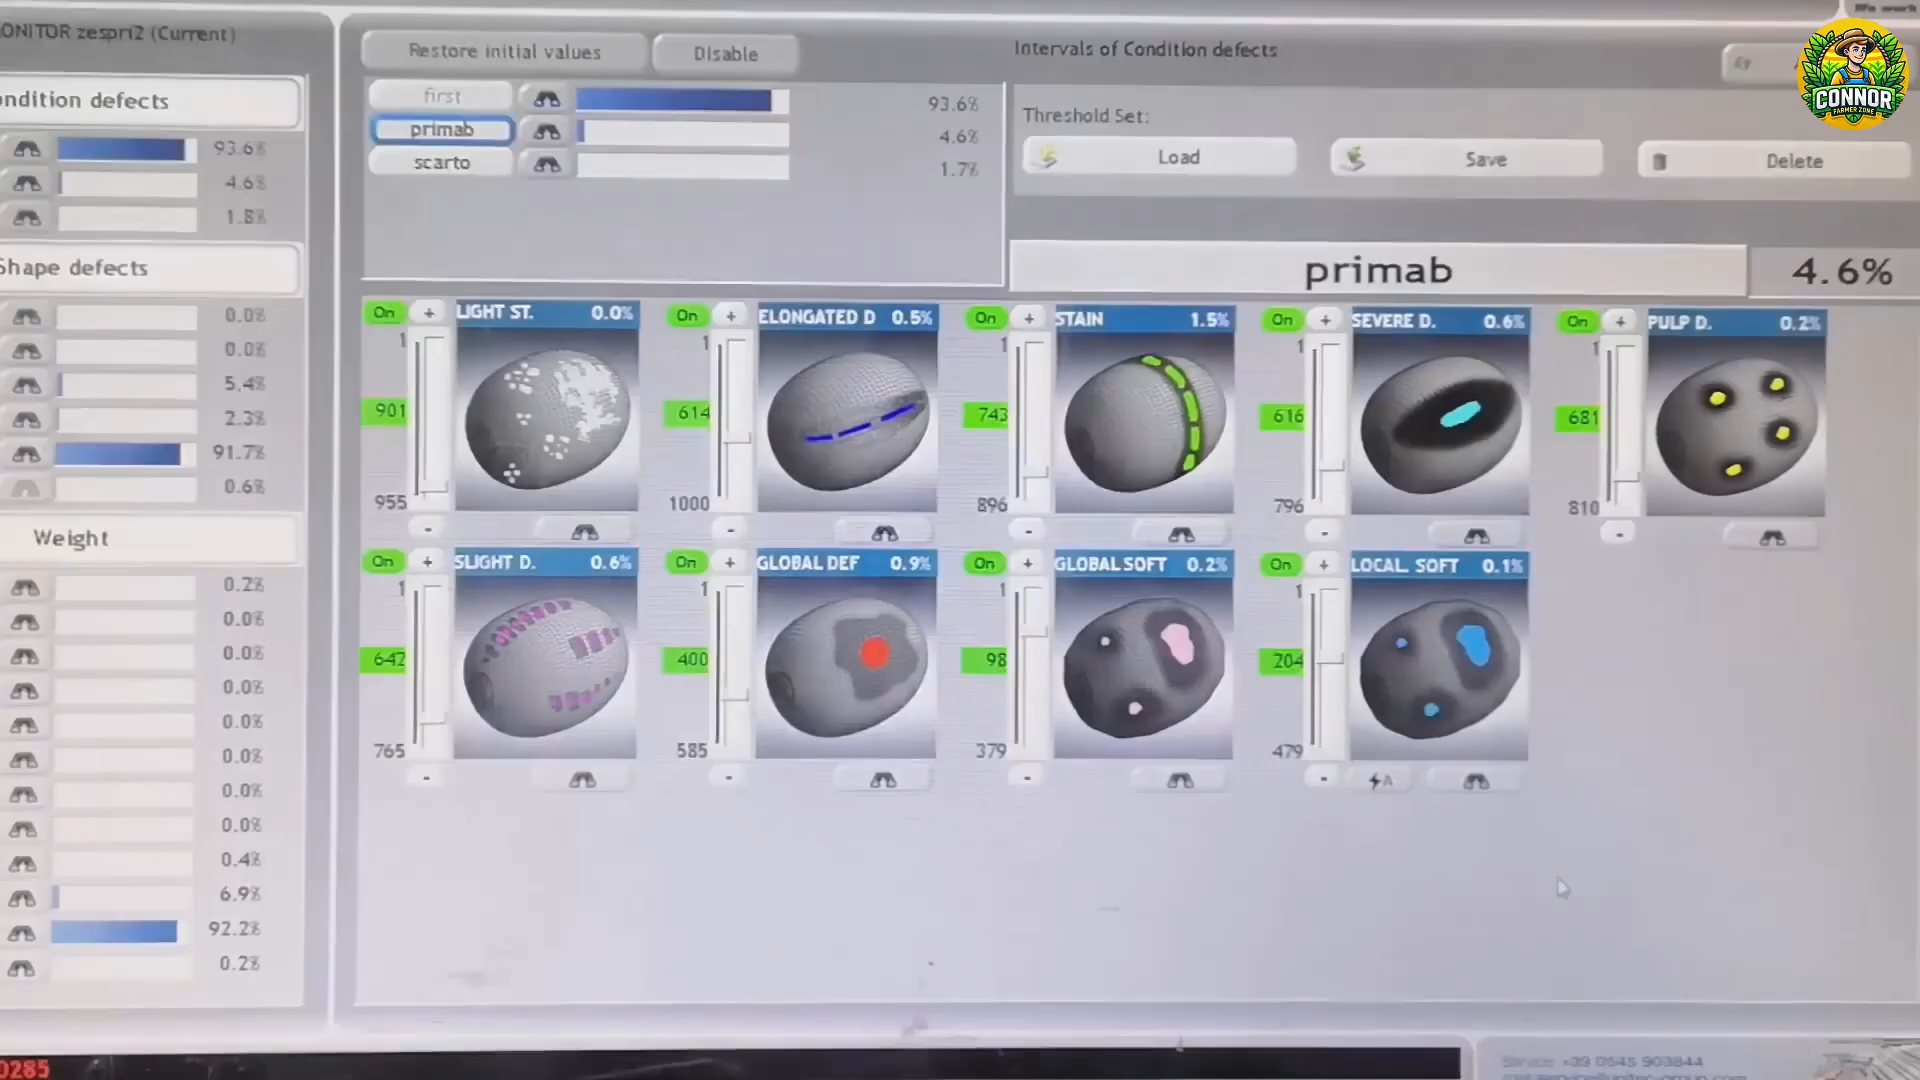 ONITOR zespri2 (Current)
ndition defects
93.6%
4.6%
1.8%
Shape defects
0.0%
0.0%
5.4%
2.3%
91.7%
0.6%
Weight
0.2%
0.0%
0.0%
0.0%
0.0%
0.0%
0.0%
0.0%
0.4%
6.9%
92.2%
0.2%
0285
Restore initial values
Disable
first
93.6%
primab
4.6%
scarto
1.7%
Intervals of Condition defects
Threshold Set:
Load
Save
Delete
primab
4.6%
On + LIGHT ST. 0.0%
1
901
955
-
On + ELONGATED D 0.5%
1
614
1000
-
On + STAIN 1.5%
1
743
896
-
On + SEVERE D. 0.6%
1
616
796
-
On + PULP D. 0.2%
1
681
810
-
On + SLIGHT D. 0.6%
1
647
765
-
On + GLOBAL DEF 0.9%
1
400
585
-
On + GLOBAL SOFT 0.2%
1
98
379
-
On + LOCAL. SOFT 0.1%
1
204
479
-
A
Service: +39 0545 903844
CONNOR
FARMER ZONE